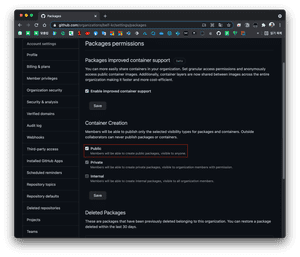 Packages
github.com/organizations/
Account settings
Profile
Billing & plans
Member privileges
Organization security
Security & analysis
Verified domains
Audit log
Webhooks
Third-party access
Installed GitHub Apps
Scheduled reminders
Repository topics
Repository defaults
Deleted repositories
Projects
Teams
Packages permissions
Packages improved container support
You can more easily share containers in your organization. Set granular access permissions and anonymously
access public container images. Additionally, container layers are now shared between images across the entire
organization making it faster and more cost-efficient.
Enable improved container support
Save
Container Creation
Members will be able to publish only the selected visibility types for packages and containers. Outside
collaborators can never publish packages or containers.
Public
Members will be able to create public packages, visible to anyone.
Private
Members will be able to create private packages, visible to organization members with permission.
Internal
Members will be able to create internal packages, visible to all organization members.
Save
Deleted Packages
These are packages that have been previously deleted belonging to this organization. You can restore a package
deleted within the last 30 days.